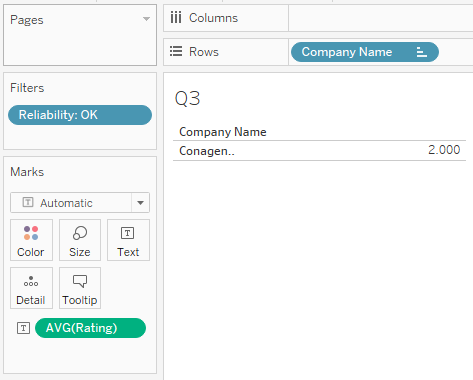 Pages
Columns
Rows
Company Name
Filters
Reliability: OK
Marks
Automatic
Color
Size
Text
Detail
Tooltip
AVG(Rating)
Q3
Company Name
Conagen.. 2.000